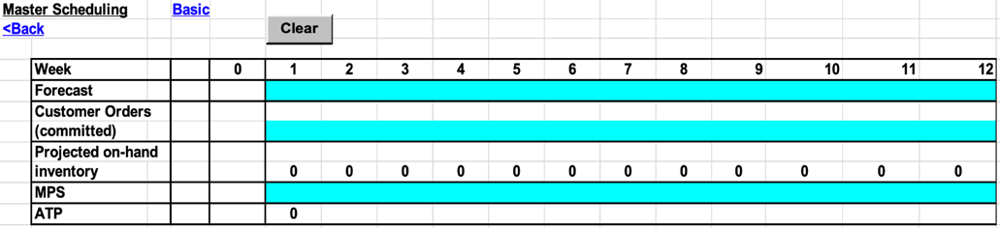 Master Scheduling Basic
<Back Clear
Week 0 1 2 3 4 5 6 7 8 9 10 11 12
Forecast
Customer Orders
(committed)
Projected on-hand
inventory 0 0 0 0 0 0 0 0 0 0 0 0
MPS
ATP 0